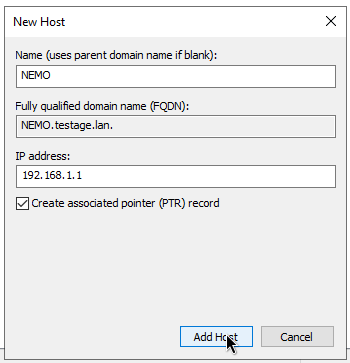 New Host
Name (uses parent domain name if blank):
NEMO
Fully qualified domain name (FQDN):
NEMO.testage.lan.
IP address:
192.168.1.1
Create associated pointer (PTR) record
Add Host
Cancel